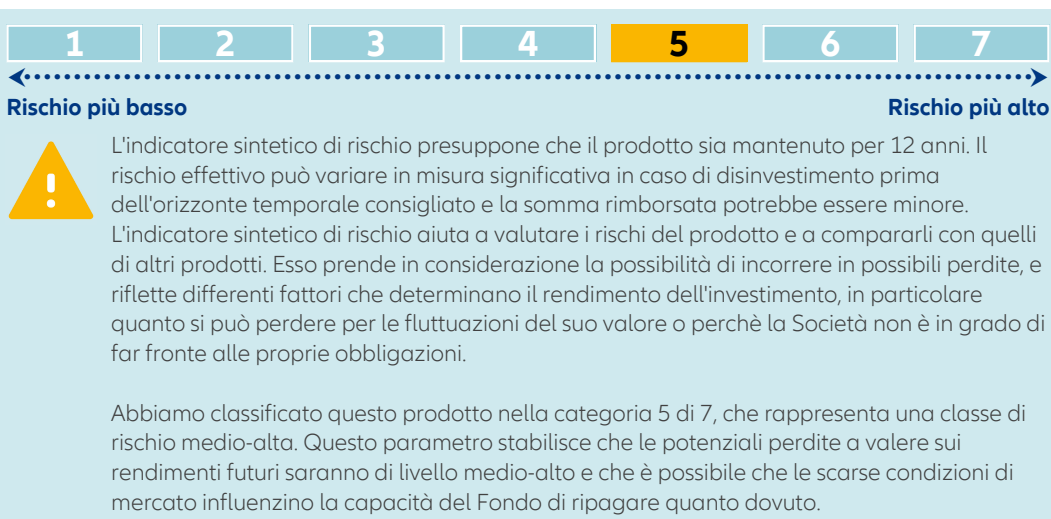 1 2 3 4 5 6 7
Rischio più basso Rischio più alto
L'indicatore sintetico di rischio presuppone che il prodotto sia mantenuto per 12 anni. Il
rischio effettivo può variare in misura significativa in caso di disinvestimento prima
dell'orizzonte temporale consigliato e la somma rimborsata potrebbe essere minore.
L'indicatore sintetico di rischio aiuta a valutare i rischi del prodotto e a compararli con quelli
di altri prodotti. Esso prende in considerazione la possibilità di incorrere in possibili perdite, e
riflette differenti fattori che determinano il rendimento dell'investimento, in particolare
quanto si può perdere per le fluttuazioni del suo valore o perchè la Società non è in grado di
far fronte alle proprie obbligazioni.
Abbiamo classificato questo prodotto nella categoria 5 di 7, che rappresenta una classe di
rischio medio-alta. Questo parametro stabilisce che le potenziali perdite a valere sui
rendimenti futuri saranno di livello medio-alto e che è possibile che le scarse condizioni di
mercato influenzino la capacità del Fondo di ripagare quanto dovuto.